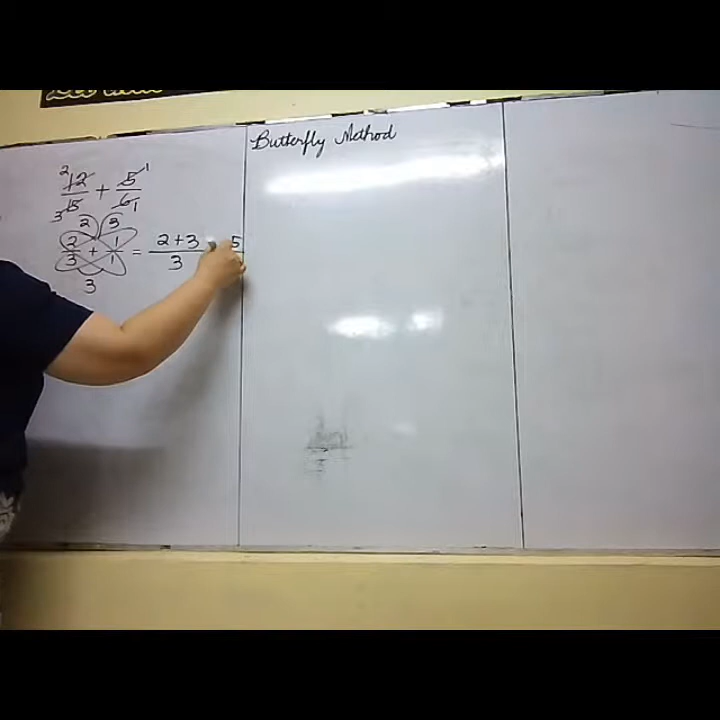 Butterfly Method
2 1
12/15 + 5/6
3 1
2 3
2/3 + 1/1 = 2+3/3 = 5
3